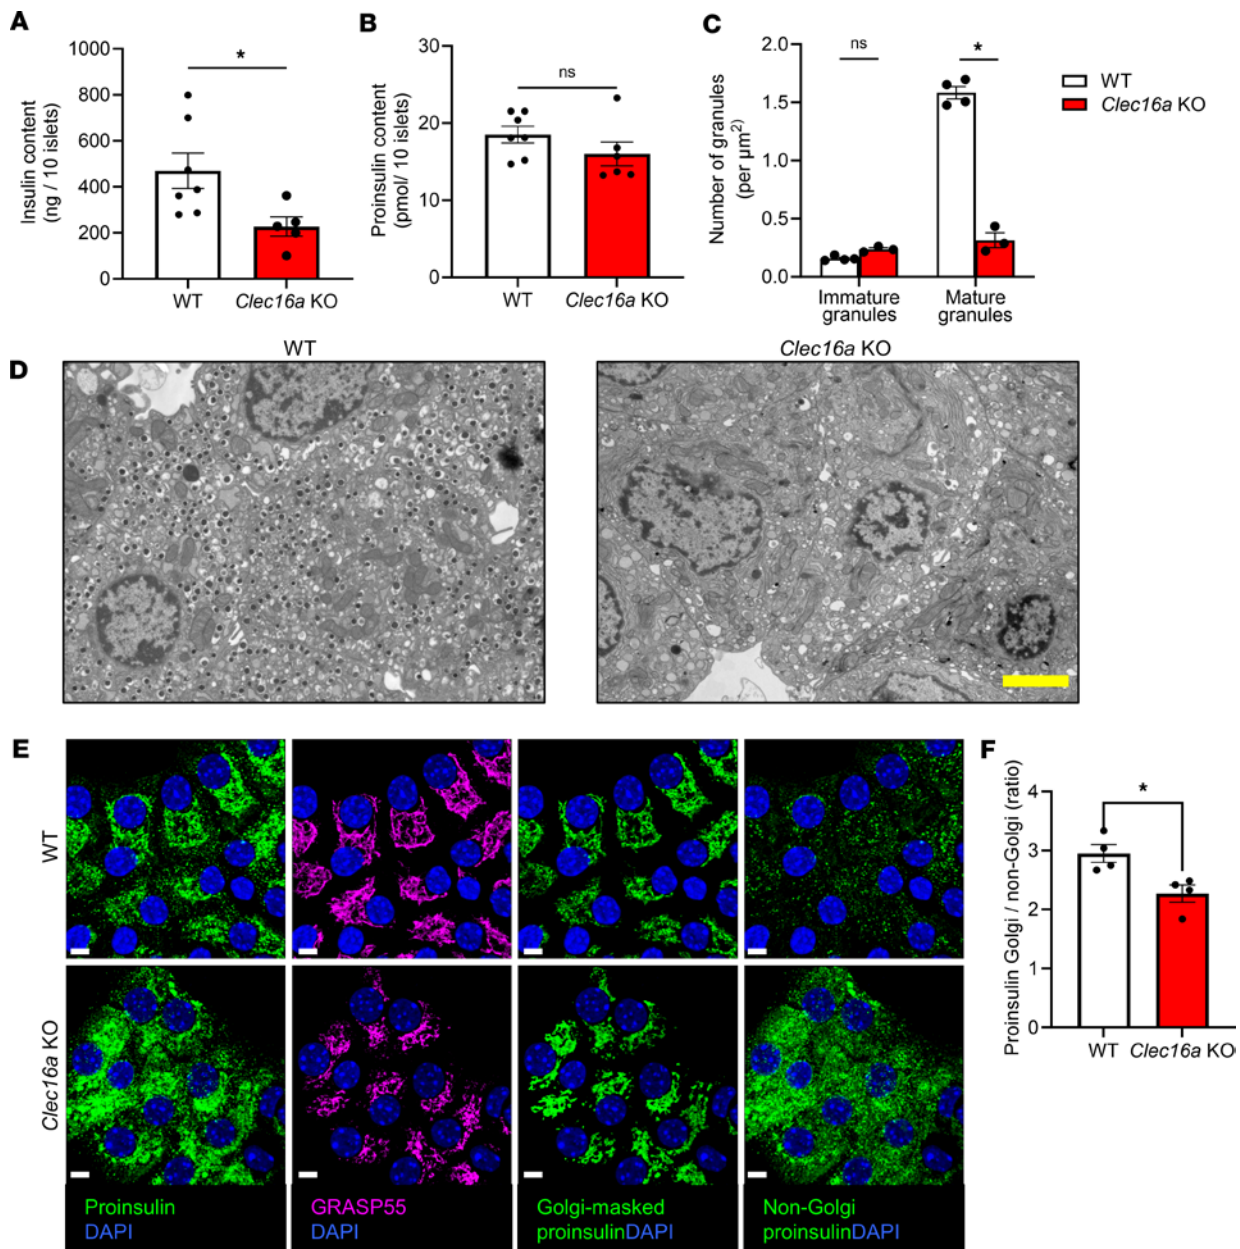 A
Insulin content
(ng / 10 islets)
1000
800
600
400
200
0
*
WT
Clec16a KO
B
Proinsulin content
(pmol/ 10 islets)
30
20
10
0
ns
WT
Clec16a KO
C
Number of granules
(per µm2)
2.0
1.5
1.0
0.5
0.0
ns
*
Immature
granules
Mature
granules
WT
Clec16a KO
D
WT
Clec16a KO
E
WT
Clec16a KO
Proinsulin
DAPI
GRASP55
DAPI
Golgi-masked
proinsulinDAPI
Non-Golgi
proinsulinDAPI
F
Proinsulin Golgi / non-Golgi (ratio)
4
3
2
1
0
*
WT
Clec16a KO